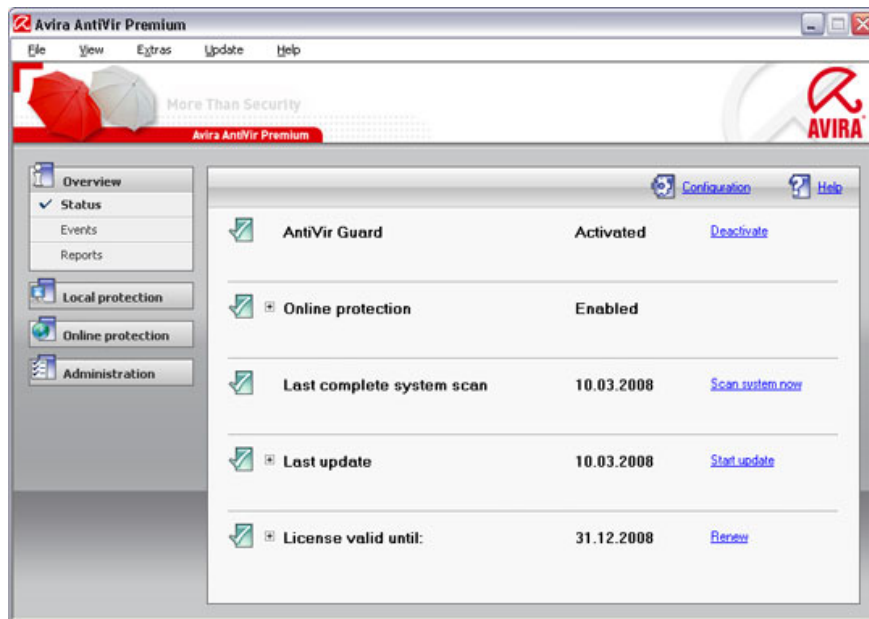 Avira AntiVir Premium
File View Extras Update Help
More Than Security
Avira AntiVir Premium
AVIRA
Overview
Status
Events
Reports
Local protection
Online protection
Administration
Configuration Help
AntiVir Guard Activated Deactivate
Online protection Enabled
Last complete system scan 10.03.2008 Scan system now
Last update 10.03.2008 Start update
License valid until: 31.12.2008 Renew